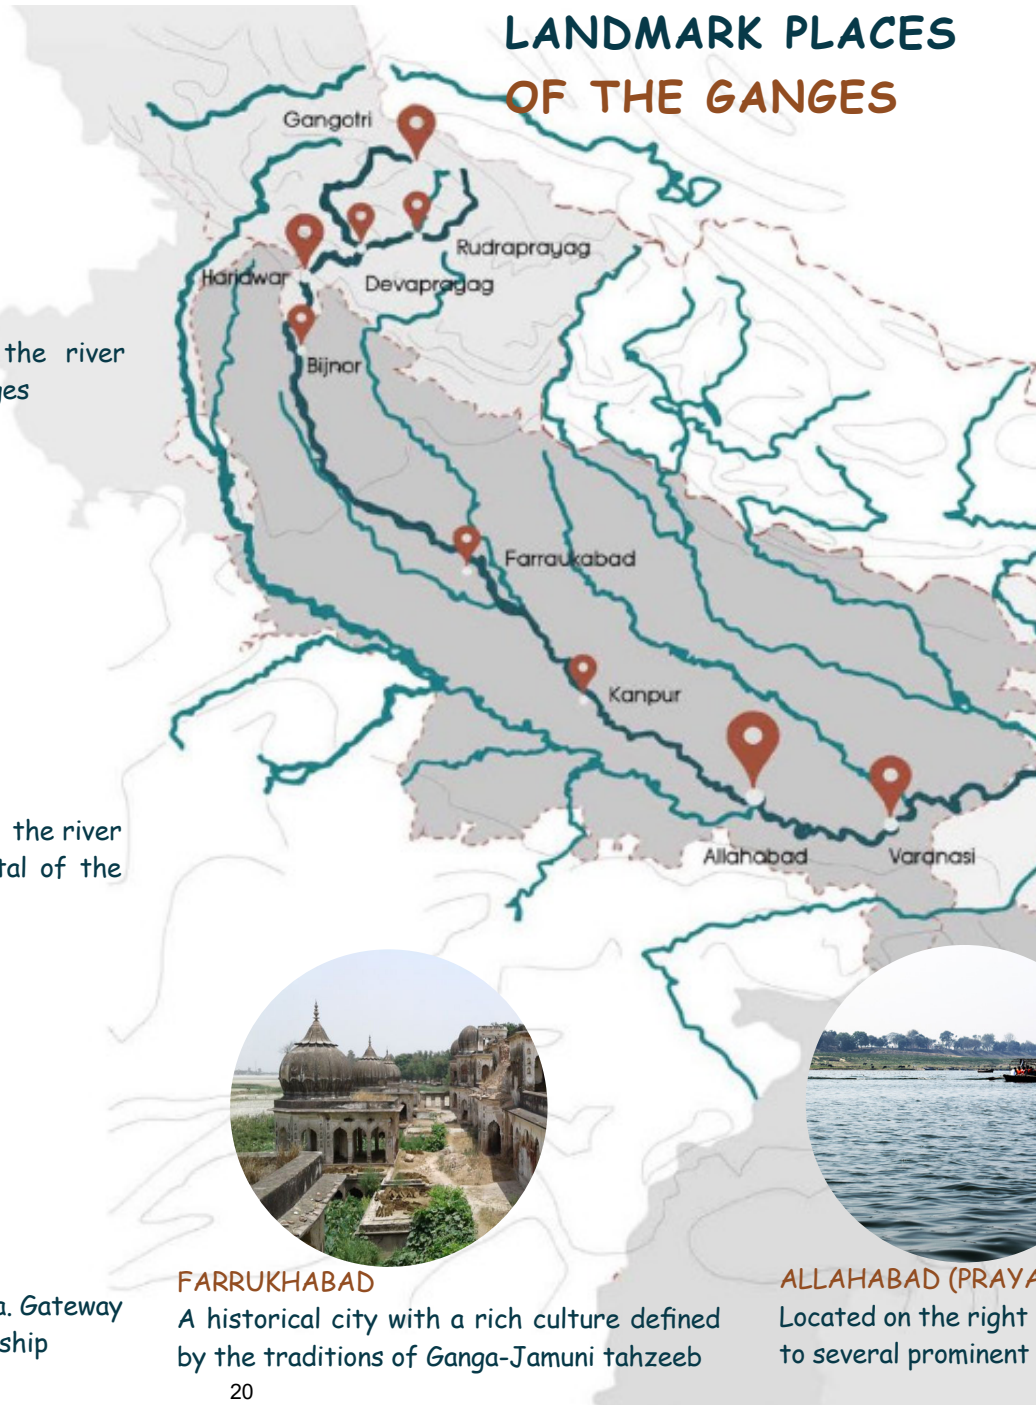 LANDMARK PLACES
OF THE GANGES
Gangotri
Rudraprayag
Haridwar
Devaprayag
the river
ges
Bijnor
Farraukabad
Kanpur
the river
tal of the
Allahabad
Varanasi
a. Gateway
ship
FARRUKHABAD
A historical city with a rich culture defined
by the traditions of Ganga-Jamuni tahzeeb
ALLAHABAD (PRAYA
Located on the right
to several prominent
20